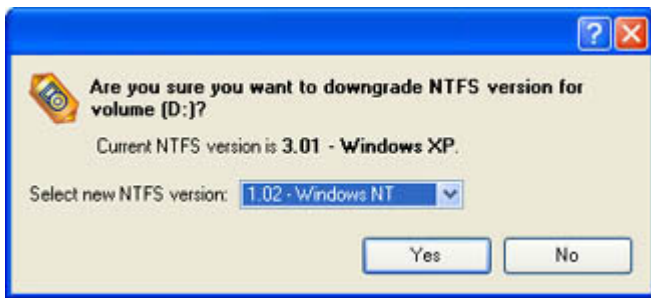 Are you sure you want to downgrade NTFS version for
volume (D:)?
Current NTFS version is 3.01 - Windows XP.
Select new NTFS version: 1.02 - Windows NT
Yes No